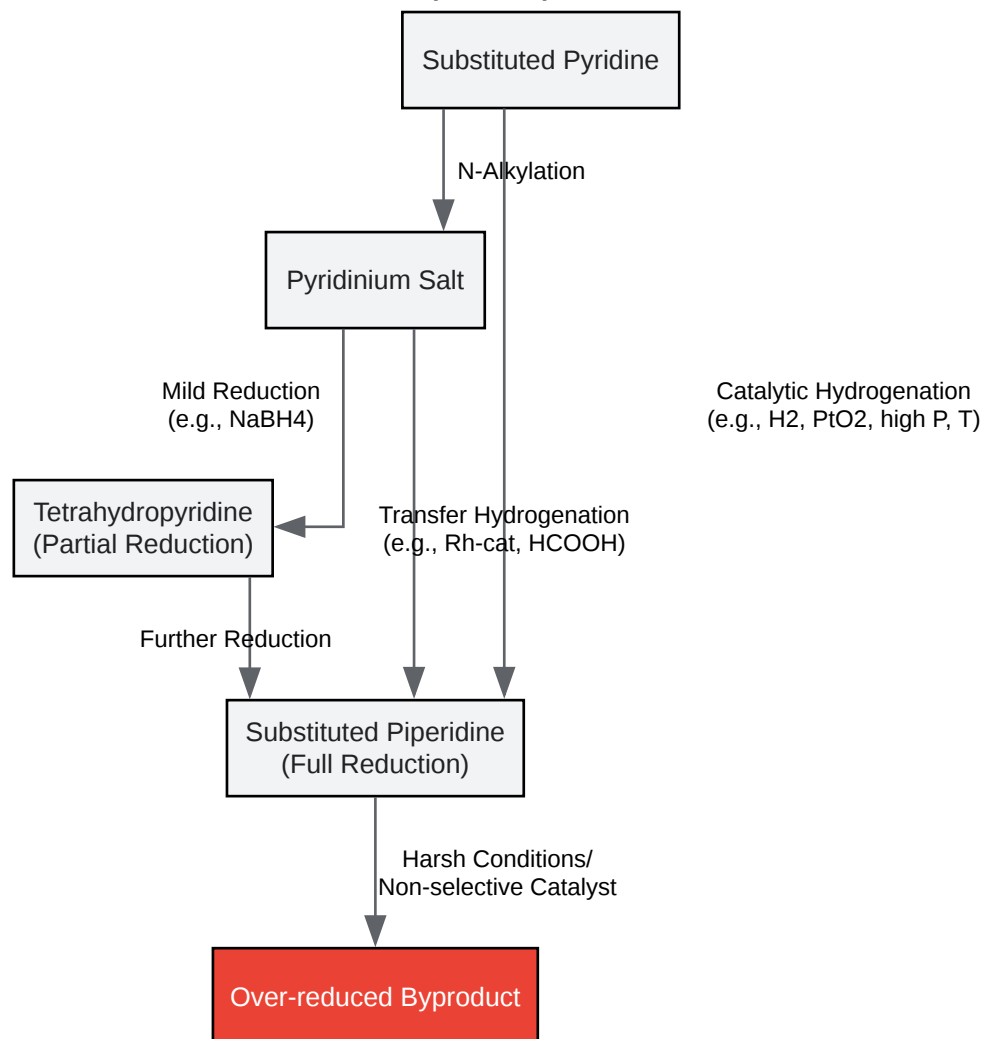 Substituted Pyridine
N-Alkylation
Pyridinium Salt
Mild Reduction
(e.g., NaBH4)
Catalytic Hydrogenation
(e.g., H2, PtO2, high P, T)
Tetrahydropyridine
(Partial Reduction)
Transfer Hydrogenation
(e.g., Rh-cat, HCOOH)
Further Reduction
Substituted Piperidine
(Full Reduction)
Harsh Conditions/
Non-selective Catalyst
Over-reduced Byproduct